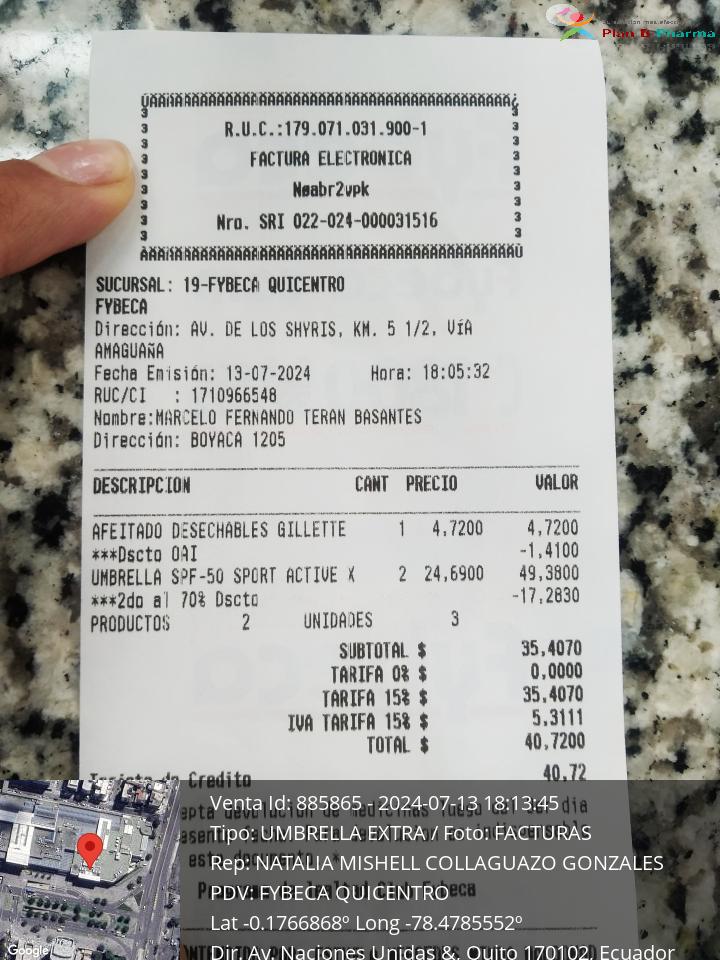 Plan B Pharma
R.U.C.:179.071.031.900-1
FACTURA ELECTRONICA
Nøabr2vpk
Nro. SRI 022-024-000031516
SUCURSAL: 19-FYBECA QUICENTRO
FYBECA
Dirección: AV. DE LOS SHYRIS, KM. 5 1/2, VíA
AMAGUAñA
Fecha Emisión: 13-07-2024 Hora: 18:05:32
RUC/CI : 1710966548
Nombre:MARCELO FERNANDO TERAN BASANTES
Dirección: BOYACA 1205
DESCRIPCION CANT PRECIO VALOR
AFEITADO DESECHABLES GILLETTE 1 4,7200 4,7200
***Dscto OAI -1,4100
UMBRELLA SPF-50 SPORT ACTIVE X 2 24,6900 49,3800
***2do al 70% Dscto -17,2830
PRODUCTOS 2 UNIDADES 3
SUBTOTAL $ 35,4070
TARIFA 0% $ 0,0000
TARIFA 15% $ 35,4070
IVA TARIFA 15% $ 5,3111
TOTAL $ 40,7200
Tarjeta de Credito 40,72
Venta Id: 885865 - 2024-07-13 18:13:45
Tipo: UMBRELLA EXTRA / Foto: FACTURAS
Rep: NATALIA MISHELL COLLAGUAZO GONZALES
PDV: FYBECA QUICENTRO
Lat -0.1766868º Long -78.4785552º
Dir. Av. Naciones Unidas &, Quito 170102, Ecuador
Google